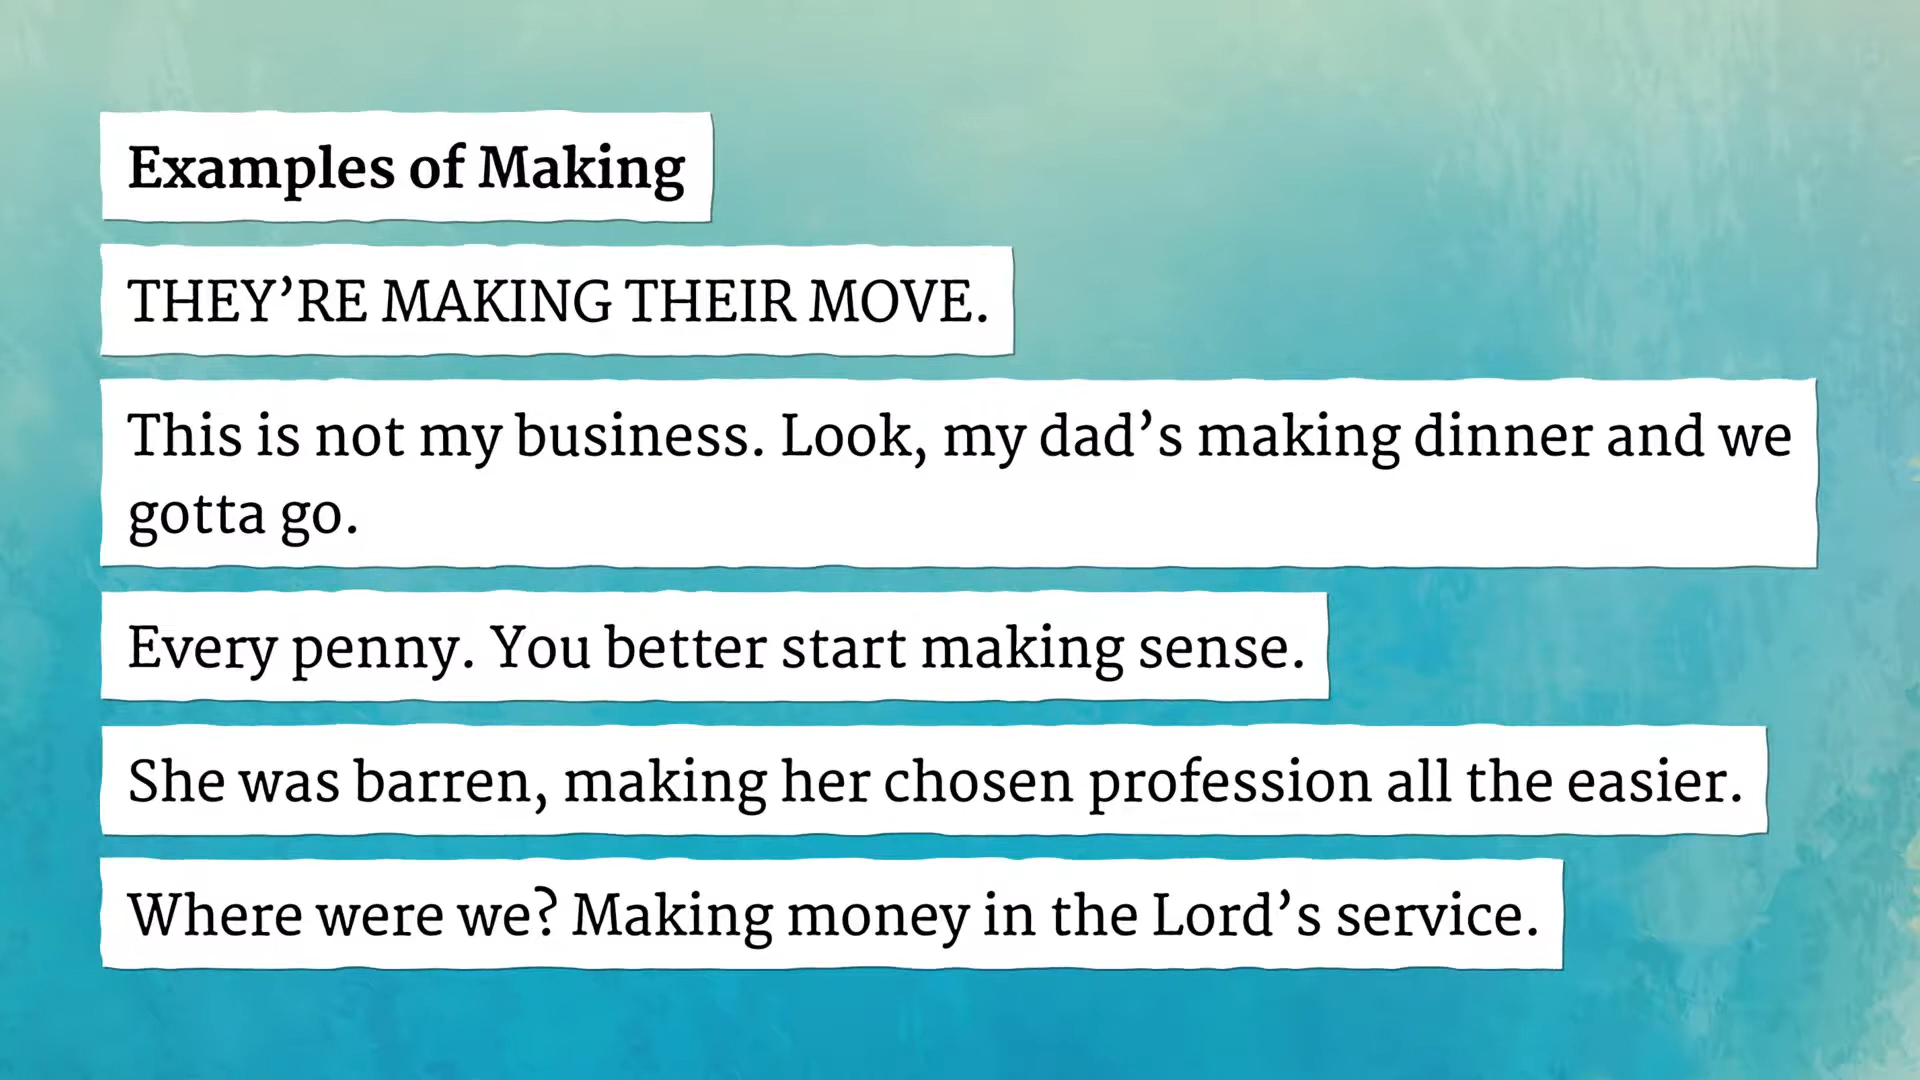 Examples of Making
THEY’RE MAKING THEIR MOVE.
This is not my business. Look, my dad’s making dinner and we
gotta go.
Every penny. You better start making sense.
She was barren, making her chosen profession all the easier.
Where were we? Making money in the Lord’s service.